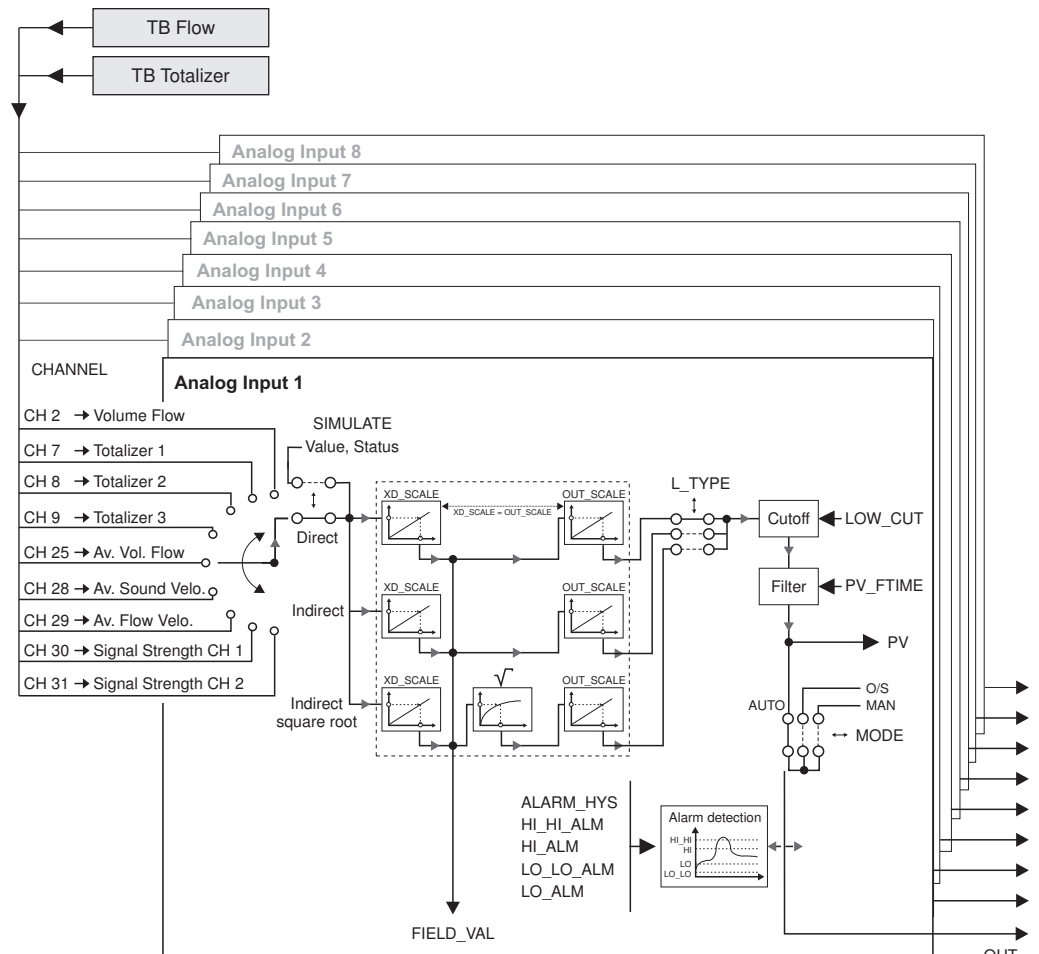 TB Flow
TB Totalizer
Analog Input 8
Analog Input 7
Analog Input 6
Analog Input 5
Analog Input 4
Analog Input 3
Analog Input 2
CHANNEL
Analog Input 1
CH 2 → Volume Flow
CH 7 → Totalizer 1
CH 8 → Totalizer 2
CH 9 → Totalizer 3
CH 25 → Av. Vol. Flow
CH 28 → Av. Sound Velo.
CH 29 → Av. Flow Velo.
CH 30 → Signal Strength CH 1
CH 31 → Signal Strength CH 2
SIMULATE
Value, Status
Direct
Indirect
Indirect
square root
XD_SCALE
XD_SCALE = OUT_SCALE
OUT_SCALE
XD_SCALE
OUT_SCALE
XD_SCALE
√
OUT_SCALE
L_TYPE
Cutoff
LOW_CUT
Filter
PV_FTIME
PV
O/S
AUTO
MAN
↔ MODE
ALARM_HYS
HI_HI_ALM
HI_ALM
LO_LO_ALM
LO_ALM
Alarm detection
HI_HI
HI
LO
LO_LO
FIELD_VAL
OUT